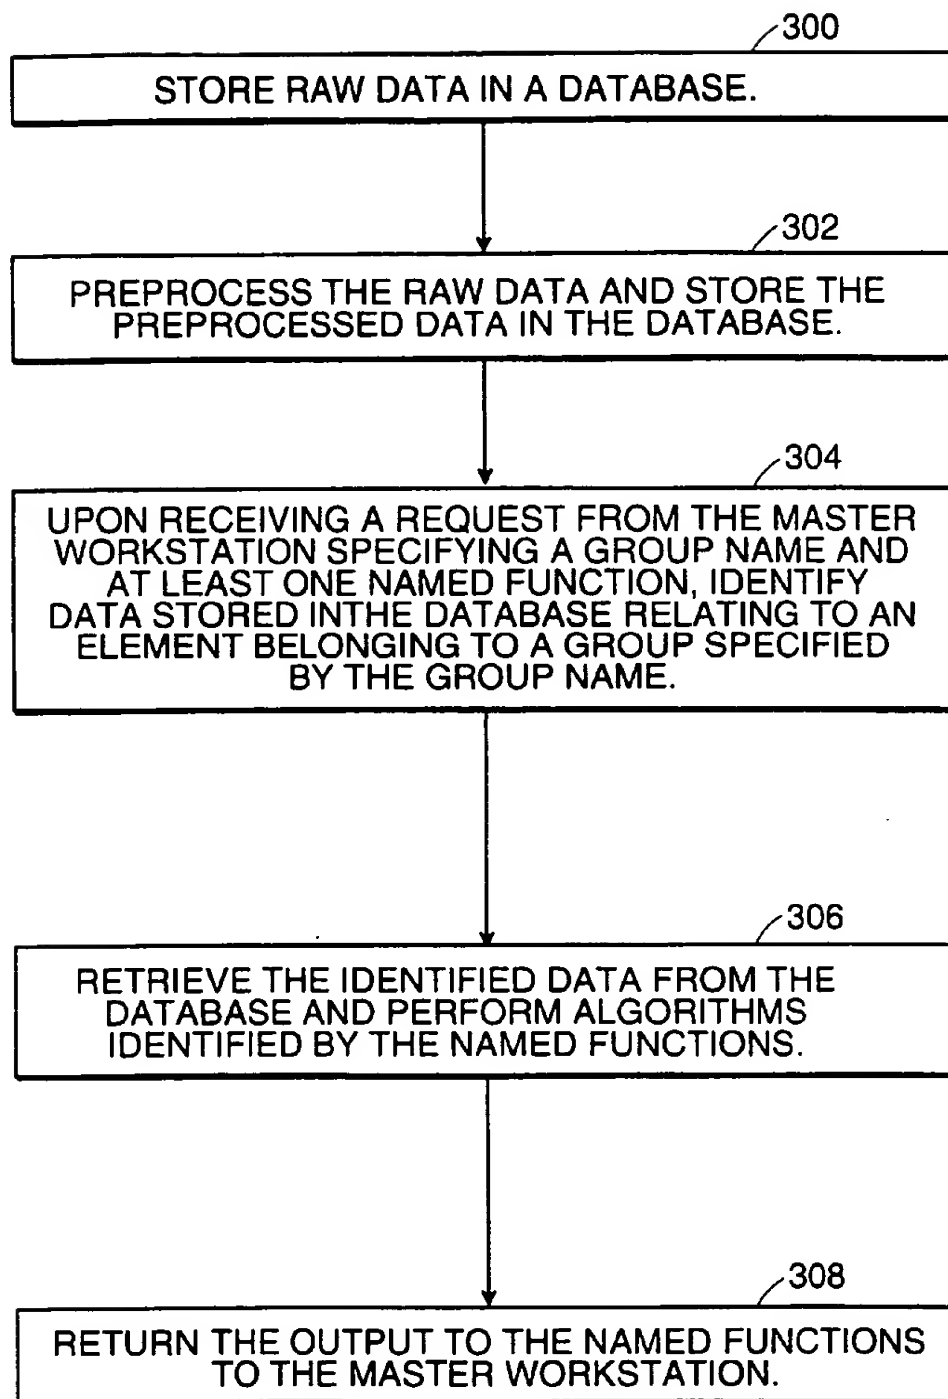 300
STORE RAW DATA IN A DATABASE.
302
PREPROCESS THE RAW DATA AND STORE THE
PREPROCESSED DATA IN THE DATABASE.
304
UPON RECEIVING A REQUEST FROM THE MASTER
WORKSTATION SPECIFYING A GROUP NAME AND
AT LEAST ONE NAMED FUNCTION, IDENTIFY
DATA STORED INTHE DATABASE RELATING TO AN
ELEMENT BELONGING TO A GROUP SPECIFIED
BY THE GROUP NAME.
306
RETRIEVE THE IDENTIFIED DATA FROM THE
DATABASE AND PERFORM ALGORITHMS
IDENTIFIED BY THE NAMED FUNCTIONS.
308
RETURN THE OUTPUT TO THE NAMED FUNCTIONS
TO THE MASTER WORKSTATION.